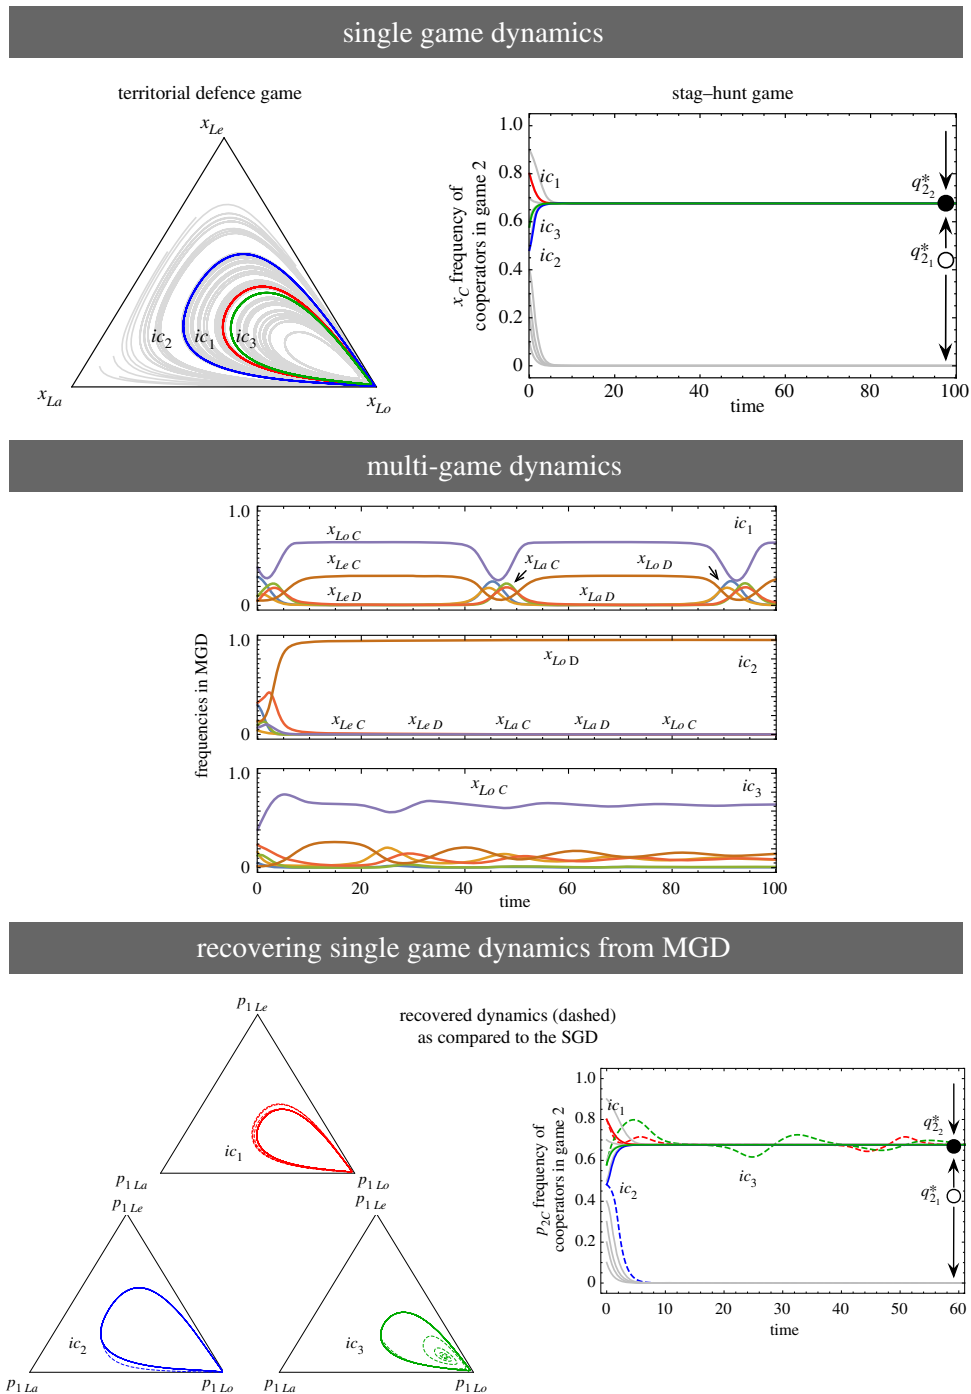 single game dynamics
territorial defence game
x_Le
ic_2 ic_1 ic_3
x_La
x_Lo
stag–hunt game
x_C frequency of
cooperators in game 2
1.0
0.8
0.6
0.4
0.2
0
ic_1
ic_3
ic_2
q*_2_2
q*_2_1
0 20 40 60 80 100
time
multi-game dynamics
frequencies in MGD
1.0
0
ic_1
x_Lo C
x_Le C
x_Le D
x_La C
x_Lo D
x_La D
1.0
0
ic_2
x_Lo D
x_Le C x_Le D x_La C x_La D x_Lo C
1.0
0
ic_3
x_Lo C
0 20 40 60 80 100
time
recovering single game dynamics from MGD
recovered dynamics (dashed)
as compared to the SGD
p_1 Le
ic_1
p_1 La
p_1 Lo
p_1 Le
ic_2
p_1 La
p_1 Lo
p_1 Le
ic_3
p_1 La
p_1 Lo
p_2C frequency of
cooperators in game 2
1.0
0.8
0.6
0.4
0.2
0
ic_1
ic_2
ic_3
q*_2_2
q*_2_1
0 10 20 30 40 50 60
time